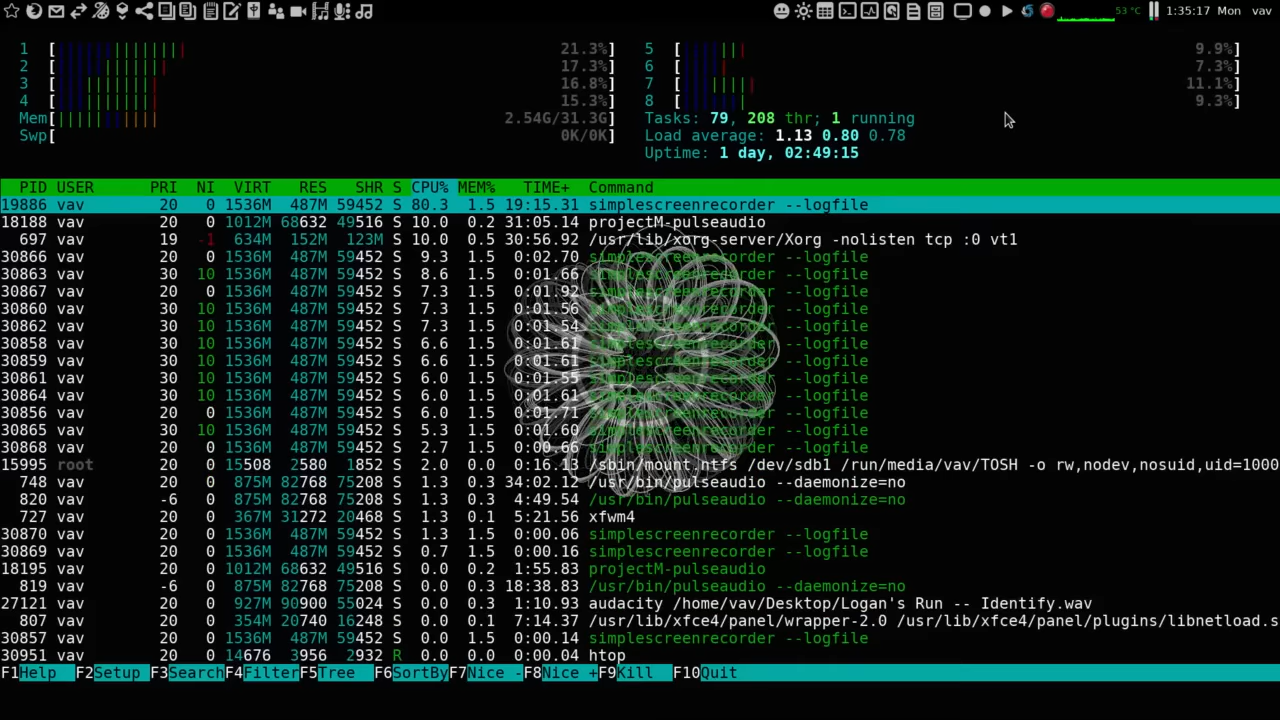 53 °C 1:35:17 Mon vav
1 [ 21.3%] 5 [ 9.9%]
2 [ 17.3%] 6 [ 7.3%]
3 [ 16.8%] 7 [ 11.1%]
4 [ 15.3%] 8 [ 9.3%]
Mem[ 2.54G/31.3G] Tasks: 79, 208 thr; 1 running
Swp[ 0K/0K] Load average: 1.13 0.80 0.78
Uptime: 1 day, 02:49:15
PID USER PRI NI VIRT RES SHR S CPU% MEM% TIME+ Command
19886 vav 20 0 1536M 487M 59452 S 80.3 1.5 19:15.31 simplescreenrecorder --logfile
18188 vav 20 0 1012M 68632 49516 S 10.0 0.2 31:05.14 projectM-pulseaudio
697 vav 19 -1 634M 152M 123M S 10.0 0.5 30:56.92 /usr/lib/xorg-server/Xorg -nolisten tcp :0 vt1
30866 vav 20 0 1536M 487M 59452 S 9.3 1.5 0:02.70 simplescreenrecorder --logfile
30863 vav 30 10 1536M 487M 59452 S 8.6 1.5 0:01.66 simplescreenrecorder --logfile
30867 vav 20 0 1536M 487M 59452 S 7.3 1.5 0:01.92 simplescreenrecorder --logfile
30860 vav 30 10 1536M 487M 59452 S 7.3 1.5 0:01.56 simplescreenrecorder --logfile
30862 vav 30 10 1536M 487M 59452 S 7.3 1.5 0:01.54 simplescreenrecorder --logfile
30858 vav 30 10 1536M 487M 59452 S 6.6 1.5 0:01.61 simplescreenrecorder --logfile
30859 vav 30 10 1536M 487M 59452 S 6.6 1.5 0:01.61 simplescreenrecorder --logfile
30861 vav 30 10 1536M 487M 59452 S 6.0 1.5 0:01.55 simplescreenrecorder --logfile
30864 vav 30 10 1536M 487M 59452 S 6.0 1.5 0:01.61 simplescreenrecorder --logfile
30856 vav 20 0 1536M 487M 59452 S 6.0 1.5 0:01.71 simplescreenrecorder --logfile
30865 vav 30 10 1536M 487M 59452 S 5.3 1.5 0:01.60 simplescreenrecorder --logfile
30868 vav 20 0 1536M 487M 59452 S 2.7 1.5 0:00.66 simplescreenrecorder --logfile
15995 root 20 0 15508 2580 1852 S 2.0 0.0 0:16.13 /sbin/mount.ntfs /dev/sdb1 /run/media/vav/TOSH -o rw,nodev,nosuid,uid=1000
748 vav 20 0 875M 82768 75208 S 1.3 0.3 34:02.12 /usr/bin/pulseaudio --daemonize=no
820 vav -6 0 875M 82768 75208 S 1.3 0.3 4:49.54 /usr/bin/pulseaudio --daemonize=no
727 vav 20 0 367M 31272 20468 S 1.3 0.1 5:21.56 xfwm4
30870 vav 20 0 1536M 487M 59452 S 1.3 1.5 0:00.06 simplescreenrecorder --logfile
30869 vav 20 0 1536M 487M 59452 S 0.7 1.5 0:00.16 simplescreenrecorder --logfile
18195 vav 20 0 1012M 68632 49516 S 0.0 0.2 1:55.83 projectM-pulseaudio
819 vav -6 0 875M 82768 75208 S 0.0 0.3 18:38.83 /usr/bin/pulseaudio --daemonize=no
27121 vav 20 0 927M 90900 55024 S 0.0 0.3 1:10.93 audacity /home/vav/Desktop/Logan's Run -- Identify.wav
807 vav 20 0 354M 20740 16248 S 0.0 0.1 7:14.37 /usr/lib/xfce4/panel/wrapper-2.0 /usr/lib/xfce4/panel/plugins/libnetload.s
30857 vav 20 0 1536M 487M 59452 S 0.0 1.5 0:00.14 simplescreenrecorder --logfile
30951 vav 20 0 14676 3956 2932 R 0.0 0.0 0:00.04 htop
F1Help F2Setup F3SearchF4FilterF5Tree F6SortByF7Nice -F8Nice +F9Kill F10Quit